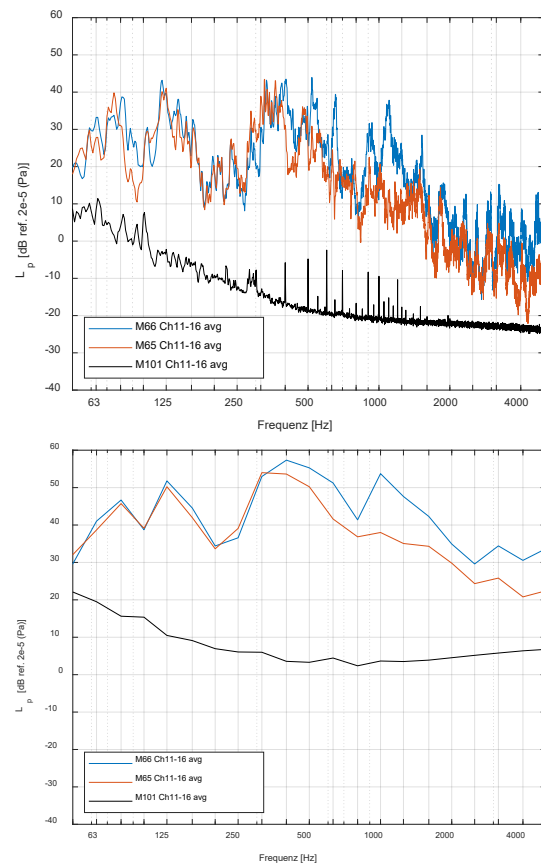 60
50
40
30
20
10
0
-10
-20
-30
-40
L p [dB ref. 2e-5 (Pa)]
M66 Ch11-16 avg
M65 Ch11-16 avg
M101 Ch11-16 avg
63 125 250 500 1000 2000 4000
Frequenz [Hz]
60
50
40
30
20
10
0
-10
-20
-30
-40
L p [dB ref. 2e-5 (Pa)]
M66 Ch11-16 avg
M65 Ch11-16 avg
M101 Ch11-16 avg
63 125 250 500 1000 2000 4000
Frequenz [Hz]